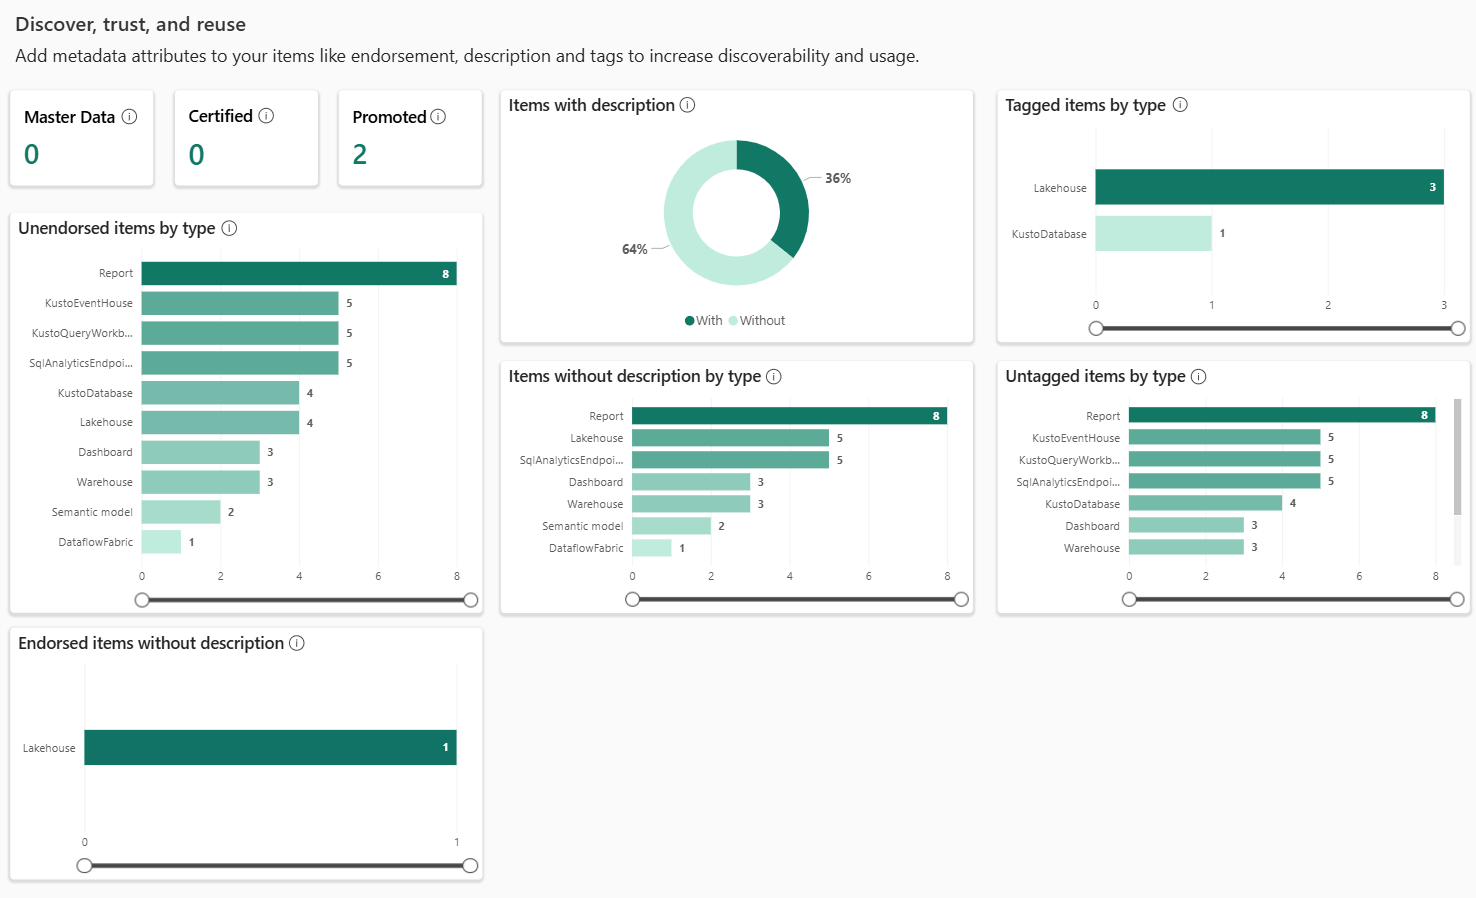 Discover, trust, and reuse
Add metadata attributes to your items like endorsement, description and tags to increase discoverability and usage.
Master Data
0
Certified
0
Promoted
2
Unendorsed items by type
Report 8
KustoEventHouse 5
KustoQueryWorkb... 5
SqlAnalyticsEndpoi... 5
KustoDatabase 4
Lakehouse 4
Dashboard 3
Warehouse 3
Semantic model 2
DataflowFabric 1
0 2 4 6 8
Endorsed items without description
Lakehouse 1
0 1
Items with description
36%
64%
With Without
Items without description by type
Report 8
Lakehouse 5
SqlAnalyticsEndpoi... 5
Dashboard 3
Warehouse 3
Semantic model 2
DataflowFabric 1
0 2 4 6 8
Tagged items by type
Lakehouse 3
KustoDatabase 1
0 1 2 3
Untagged items by type
Report 8
KustoEventHouse 5
KustoQueryWorkb... 5
SqlAnalyticsEndpoi... 5
KustoDatabase 4
Dashboard 3
Warehouse 3
0 2 4 6 8